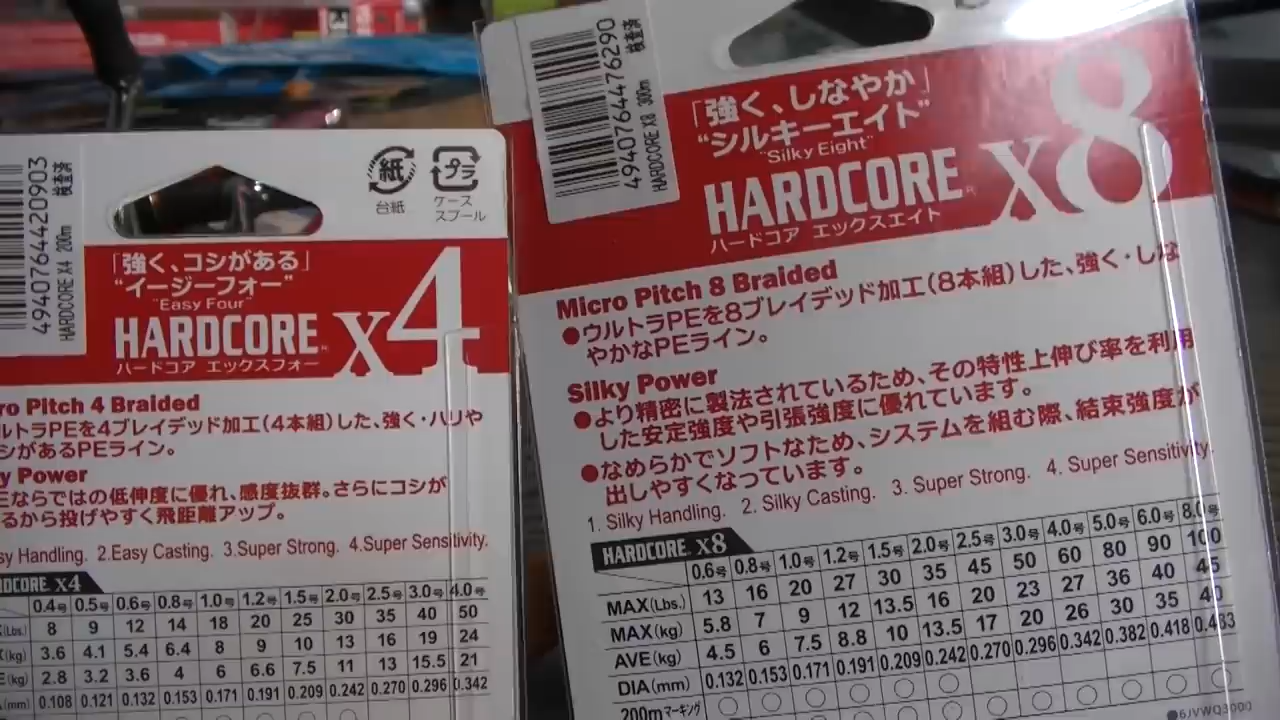 4940764420903
HARDCORE X4 200m 検査済
紙
台紙
プラ
ケース
スプール
「強く、コシがある」
“イージーフォー”
"Easy Four"
HARDCORE X4
ハードコア エックスフォー
ro Pitch 4 Braided
ルトラPEを4ブレイデッド加工(4本組)した、強く・ハリや
シがあるPEライン。
y Power
ならではの低伸度に優れ、感度抜群。さらにコシが
るから投げやすく飛距離アップ。
sy Handling. 2.Easy Casting. 3.Super Strong. 4.Super Sensitivity.
DCORE X4
0.4号 0.5号 0.6号 0.8号 1.0号 1.2号 1.5号 2.0号 2.5号 3.0号 4.0号
(Lbs.) 8 9 12 14 18 20 25 30 35 40 50
(kg) 3.6 4.1 5.4 6.4 8 9 10 13 16 19 24
(kg) 2.8 3.2 3.6 4 6 6.6 7.5 11 13 15.5 21
(mm) 0.108 0.121 0.132 0.153 0.171 0.191 0.209 0.242 0.270 0.296 0.342
4940764476290
HARDCORE X8 300m 検査済
「強く、しなやか」
“シルキーエイト”
"Silky Eight"
HARDCORE® X8
ハードコア エックスエイト
Micro Pitch 8 Braided
●ウルトラPEを8ブレイデッド加工(8本組)した、強く・しな
やかなPEライン。
Silky Power
●より精密に製法されているため、その特性上伸び率を利用
した安定強度や引張強度に優れています。
●なめらかでソフトなため、システムを組む際、結束強度が
出しやすくなっています。
1. Silky Handling. 2. Silky Casting. 3. Super Strong. 4. Super Sensitivity.
HARDCORE® X8
0.6号 0.8号 1.0号 1.2号 1.5号 2.0号 2.5号 3.0号 4.0号 5.0号 6.0号 8.0号
MAX(Lbs.) 13 16 20 27 30 35 45 50 60 80 90 100
MAX(kg) 5.8 7 9 12 13.5 16 20 23 27 36 40 45
AVE(kg) 4.5 6 7.5 8.8 10 13.5 17 20 26 30 35 40
DIA(mm) 0.132 0.153 0.171 0.191 0.209 0.242 0.270 0.296 0.342 0.382 0.418 0.483
200mマーキング ○ ○ ○ ○ ○ ○ ○ ○ ○ ○ ○ ○
●6JVWQ3000